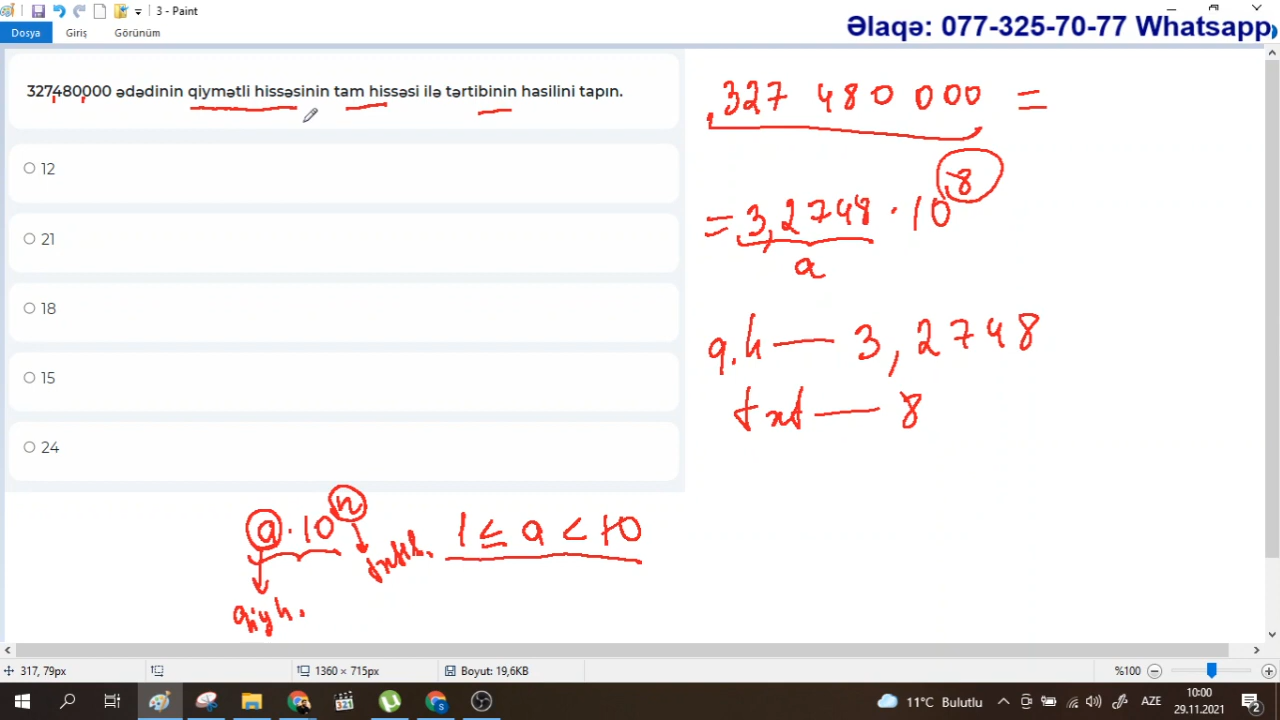 3 - Paint
Əlaqə: 077-325-70-77 Whatsapp
Dosya Giriş Görünüm
327480000 ədədinin qiymətli hissəsinin tam hissəsi ilə tərtibinin hasilini tapın.
12
21
18
15
24
327 480 000 =
= 3,2748 · 10^8
a
q.h — 3,2748
txt — 8
a · 10^n 1 ≤ a < 10
qiyh.
317, 79px
1360 × 715px
Boyut: 19,6KB
%100
11°C Bulutlu
AZE
10:00
29.11.2021
2